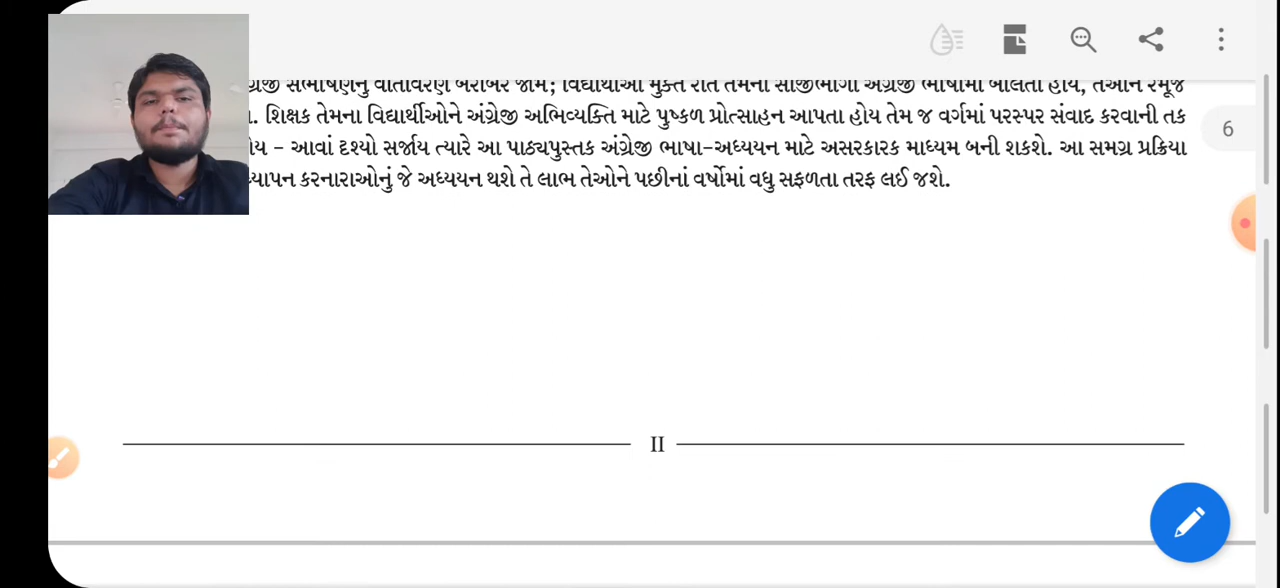 સંભાષણનું વાતાવરણ બરાબર જામે; વિદ્યાર્થીઓ મુક્ત રીતે તેમના સાજીભાગી અંગ્રેજી ભાષામાં બોલતા હોય, તેઓને રમૂજ
શિક્ષક તેમના વિદ્યાર્થીઓને અંગ્રેજી અભિવ્યક્તિ માટે પુષ્કળ પ્રોત્સાહન આપતા હોય તેમ જ વર્ગમાં પરસ્પર સંવાદ કરવાની તક
6
– આવાં દૃશ્યો સર્જાય ત્યારે આ પાઠ્યપુસ્તક અંગ્રેજી ભાષા-અધ્યયન માટે અસરકારક માધ્યમ બની શકશે. આ સમગ્ર પ્રક્રિયા
કરનારાઓનું જે અધ્યયન થશે તે લાભ તેઓને પછીનાં વર્ષોમાં વધુ સફળતા તરફ લઈ જશે.
II